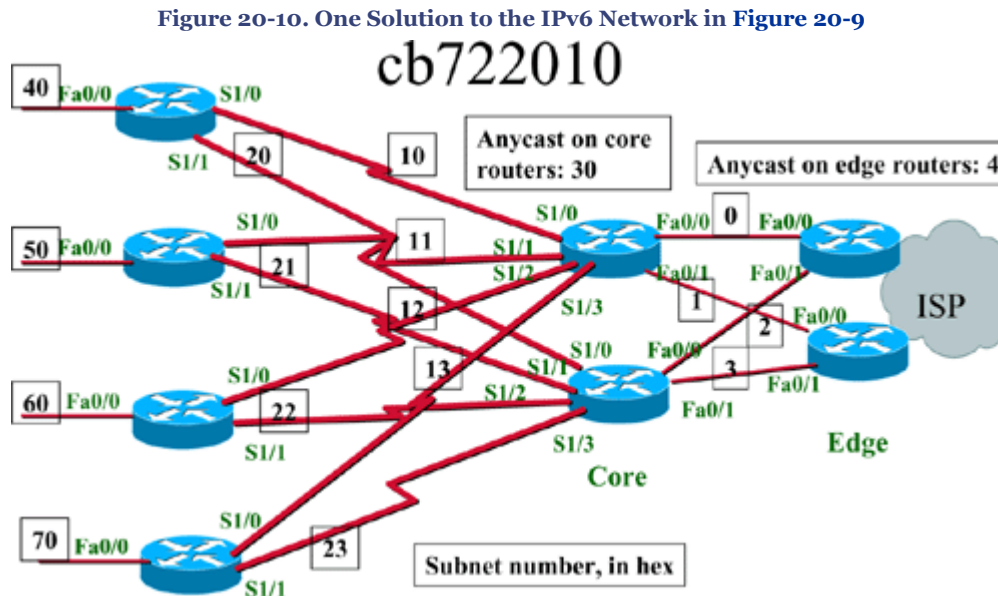 Figure 20-10. One Solution to the IPv6 Network in Figure 20-9
cb722010
40
Fa0/0
S1/0
S1/1
20
10
Anycast on core
routers: 30
Anycast on edge routers: 4
S1/0
Fa0/0
0
Fa0/0
50
Fa0/0
S1/0
21
S1/1
11
S1/1
S1/2
S1/3
Fa0/1
1
Fa0/1
2
Fa0/0
ISP
12
13
S1/0
S1/1
S1/2
S1/3
Fa0/0
3
Fa0/1
Fa0/1
60
Fa0/0
S1/0
22
S1/1
Core
Edge
70
Fa0/0
S1/0
S1/1
23
Subnet number, in hex